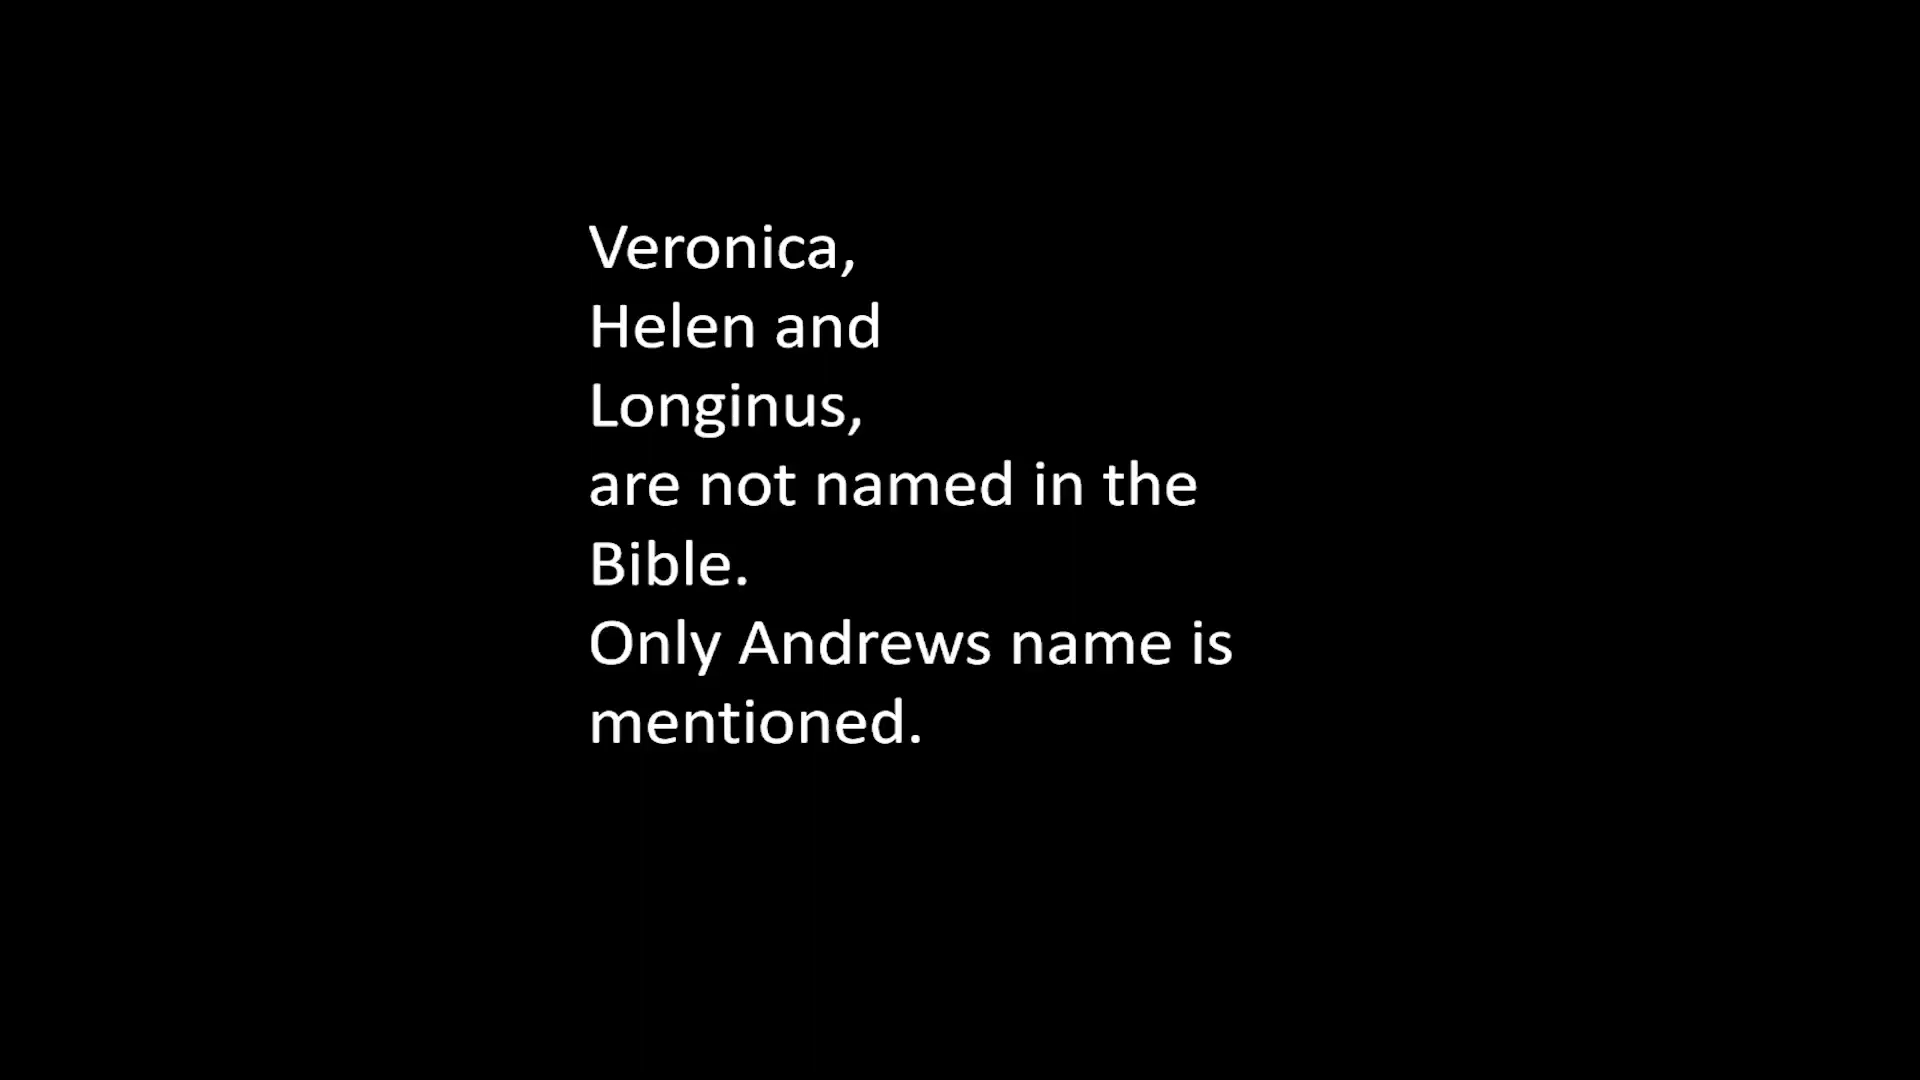 Veronica,
Helen and
Longinus,
are not named in the
Bible.
Only Andrews name is
mentioned.